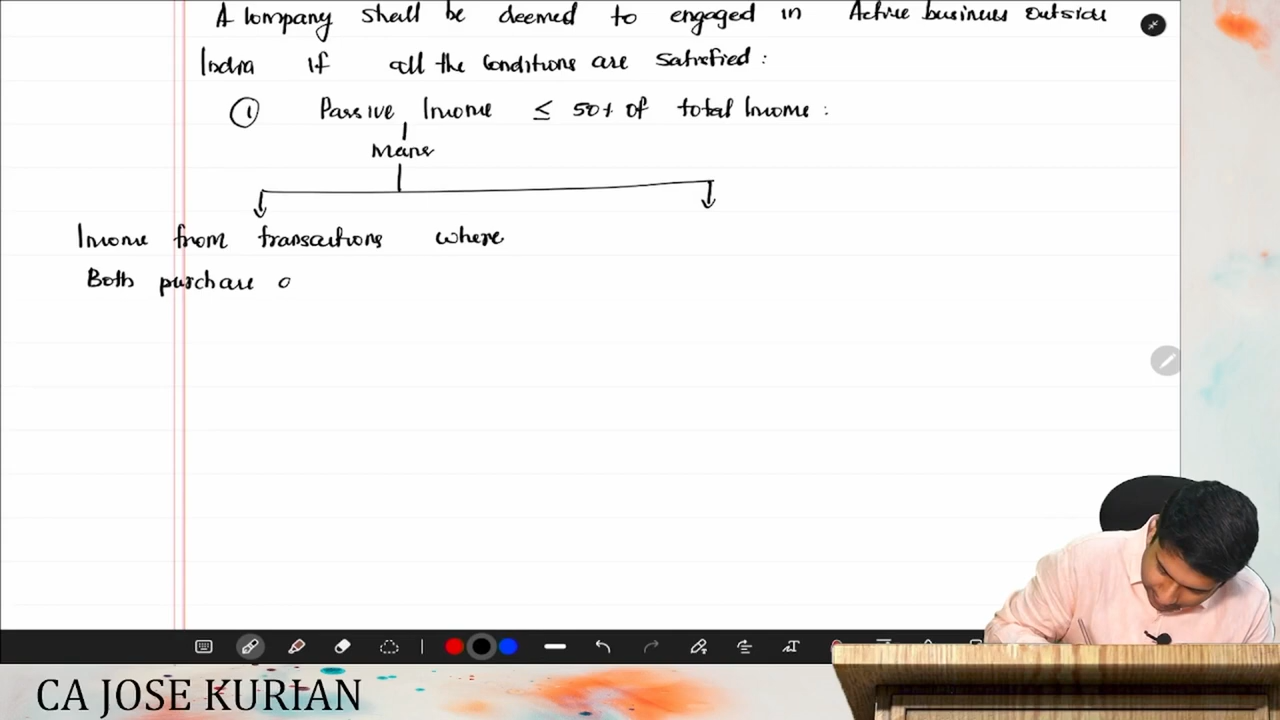 A Company shall be deemed to engaged in Active business outside
India if all the Conditions are satisfied :
① Passive Income ≤ 50% of total Income :
Means
Income from transactions where
Both purchase o
CA JOSE KURIAN